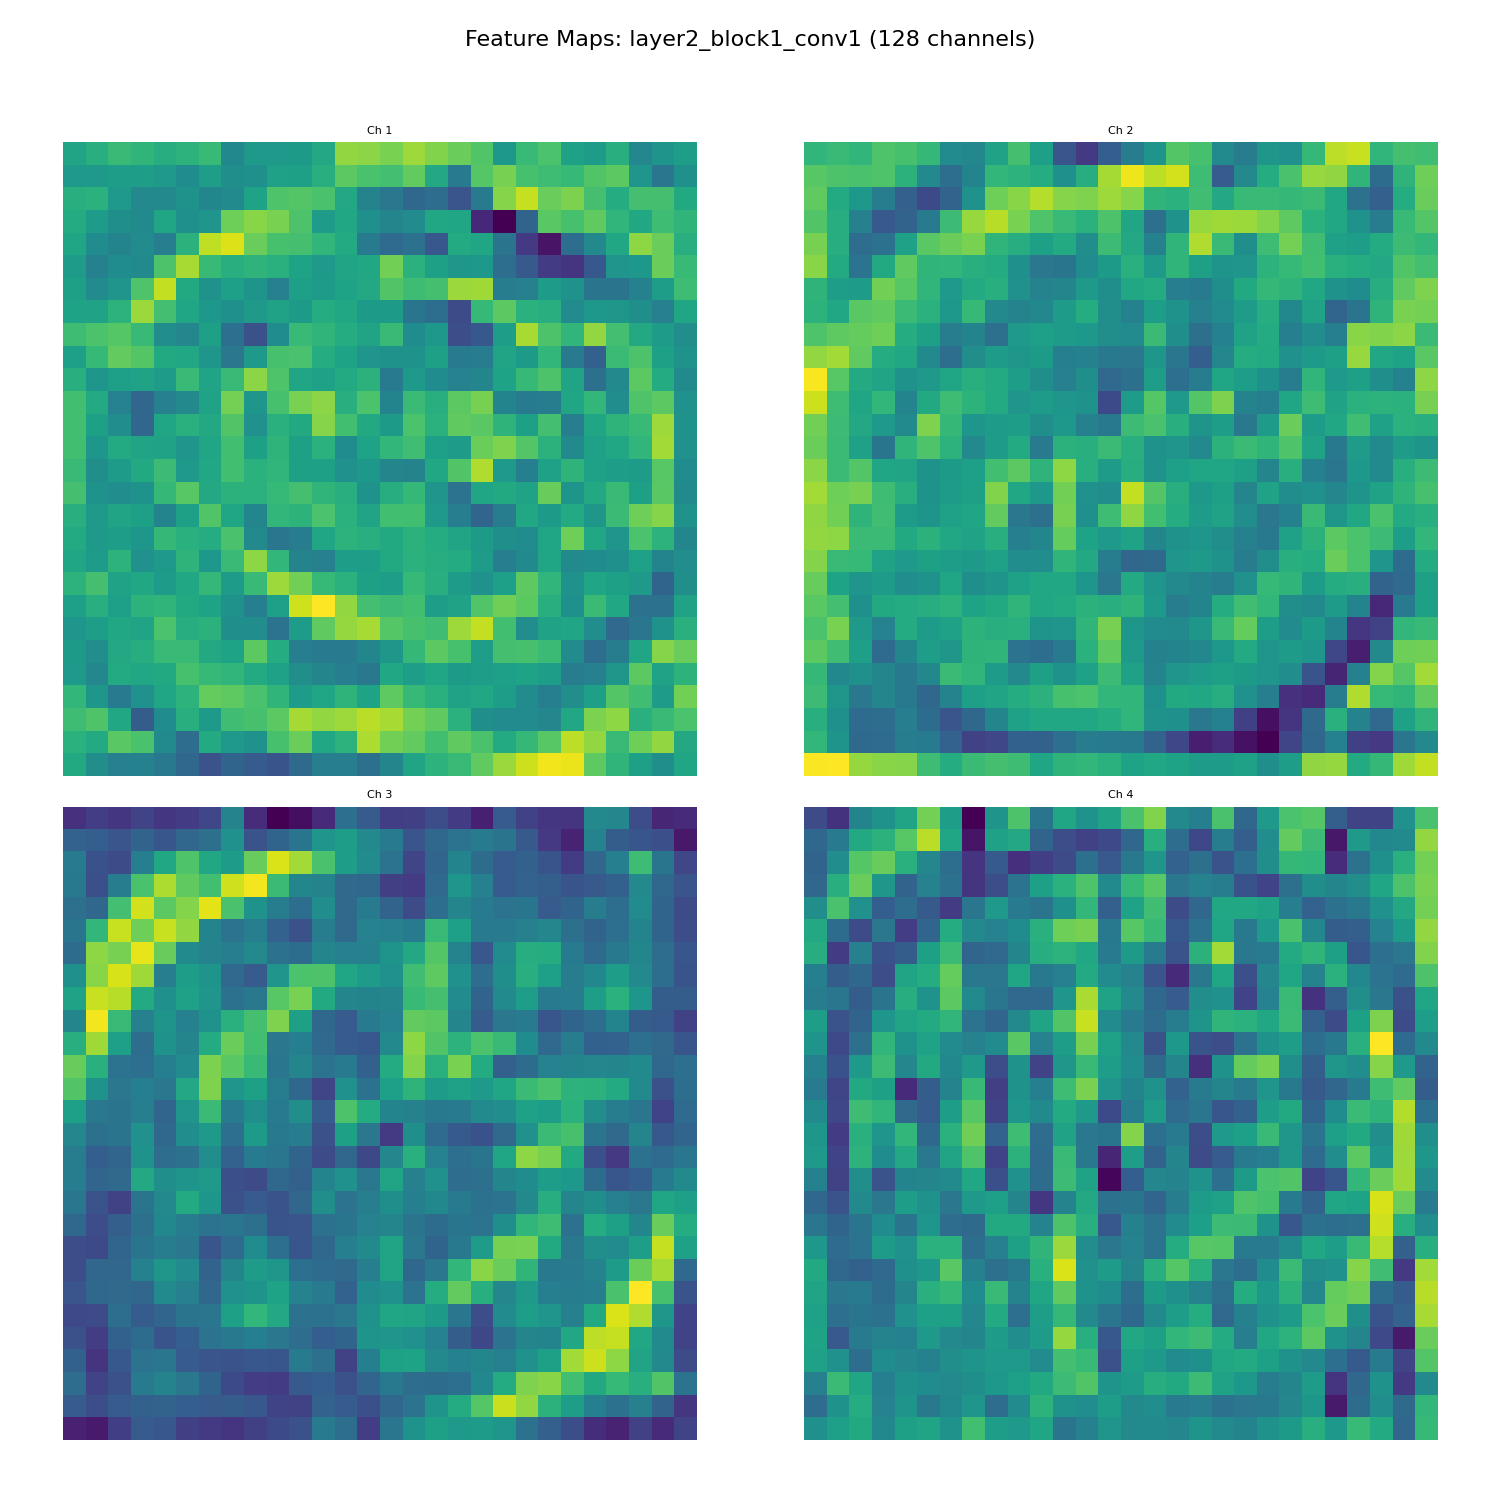 Feature Maps: layer2_block1_conv1 (128 channels)
Ch 1
Ch 2
Ch 3
Ch 4